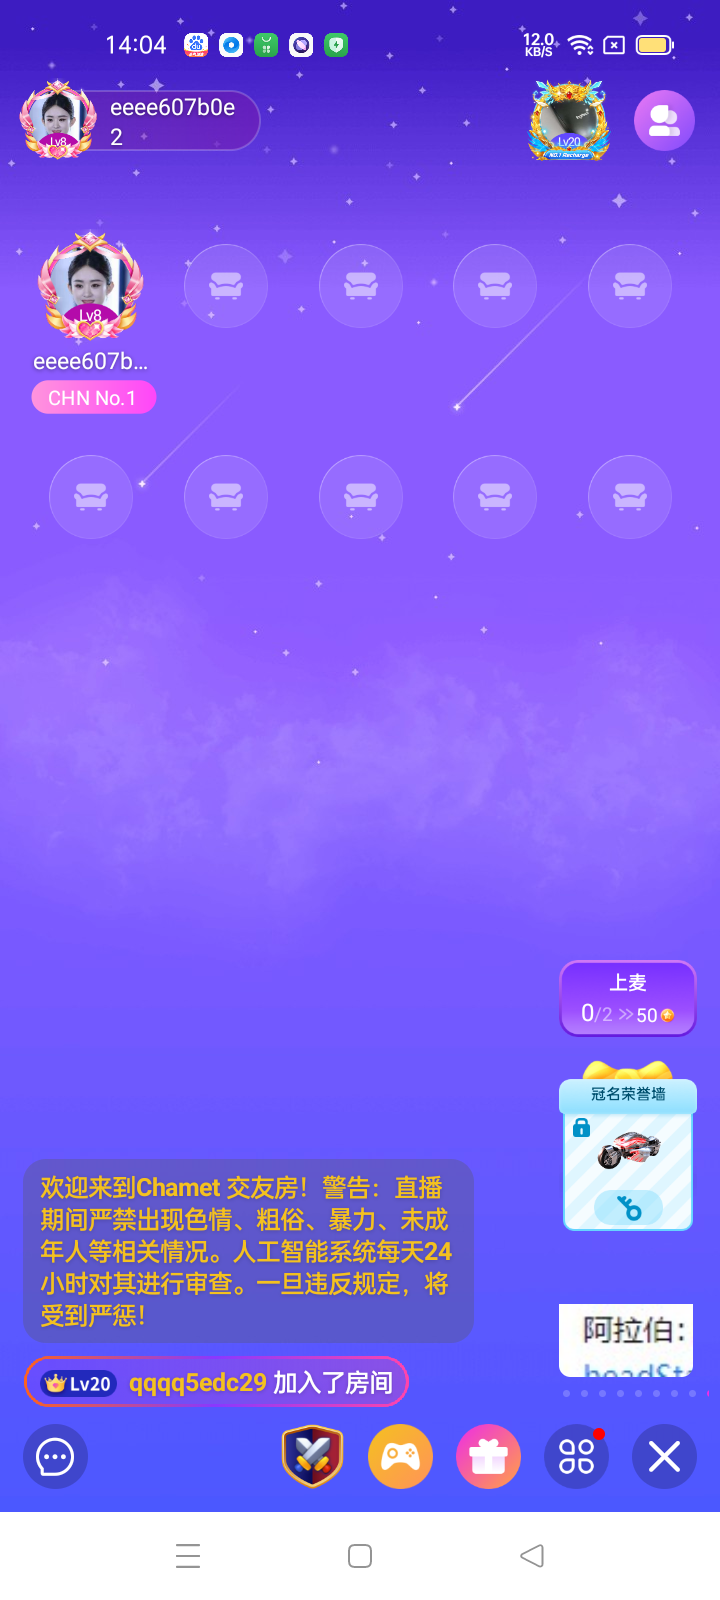 14:04
12.0
KB/S
eeee607b0e
2
Lv8
Lv20
NO.1 Recharge
Lv8
eeee607b...
CHN No.1
上麦
0/2 >> 50
冠名荣誉墙
欢迎来到Chamet 交友房！警告：直播
期间严禁出现色情、粗俗、暴力、未成
年人等相关情况。人工智能系统每天24
小时对其进行审查。一旦违反规定，将
受到严惩！
阿拉伯：
Lv20 qqqq5edc29 加入了房间